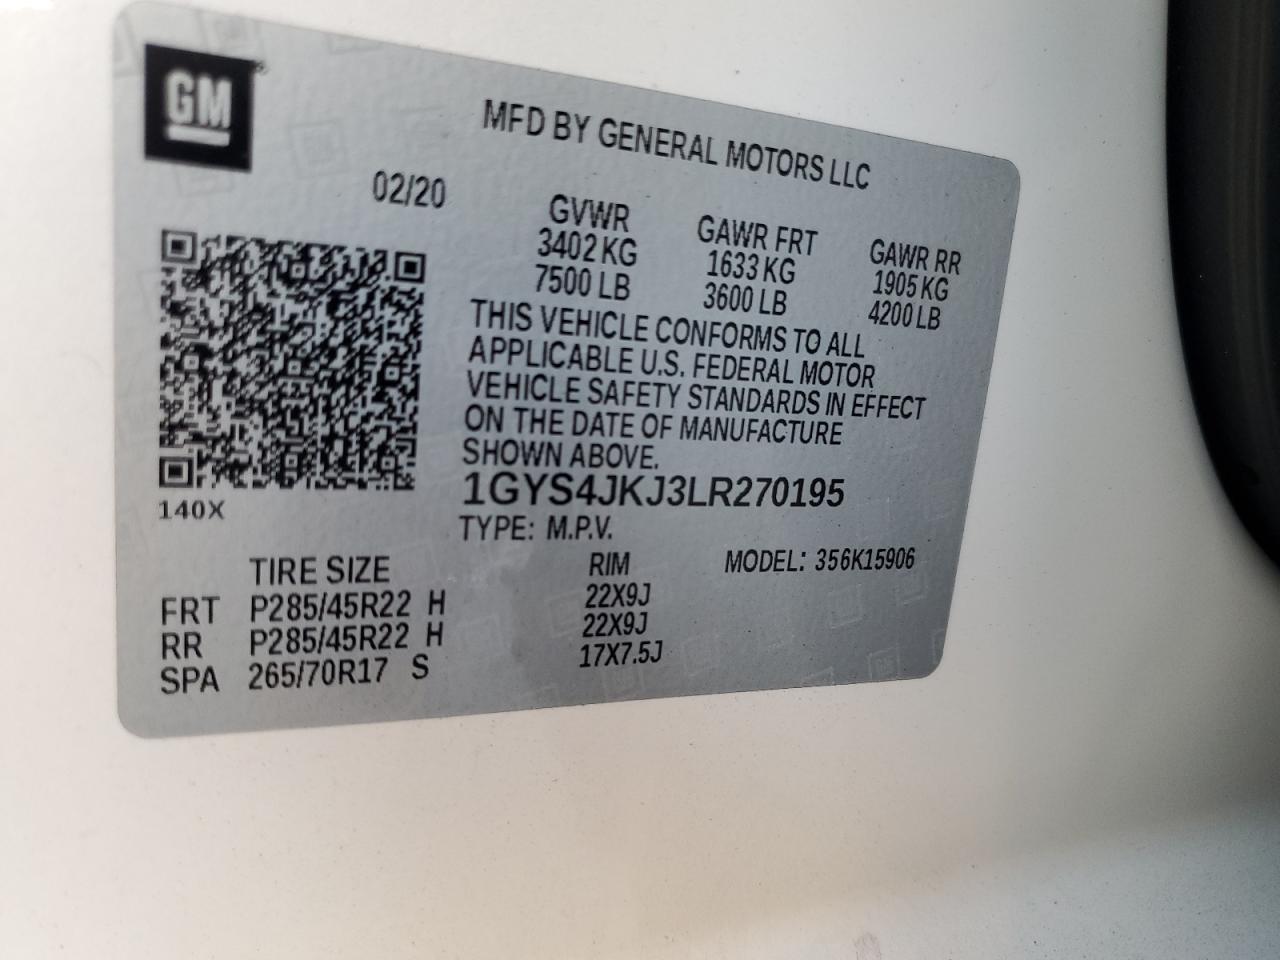 GM
MFD BY GENERAL MOTORS LLC
02/20
GVWR GAWR FRT GAWR RR
3402 KG 1633 KG 1905 KG
7500 LB 3600 LB 4200 LB
THIS VEHICLE CONFORMS TO ALL
APPLICABLE U.S. FEDERAL MOTOR
VEHICLE SAFETY STANDARDS IN EFFECT
ON THE DATE OF MANUFACTURE
SHOWN ABOVE.
1GYS4JKJ3LR270195
140X
TYPE: M.P.V.
TIRE SIZE RIM MODEL: 356K15906
FRT P285/45R22 H 22X9J
RR P285/45R22 H 22X9J
SPA 265/70R17 S 17X7.5J